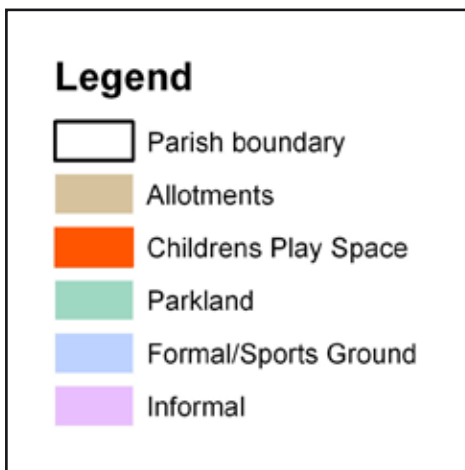 Legend
Parish boundary
Allotments
Childrens Play Space
Parkland
Formal/Sports Ground
Informal